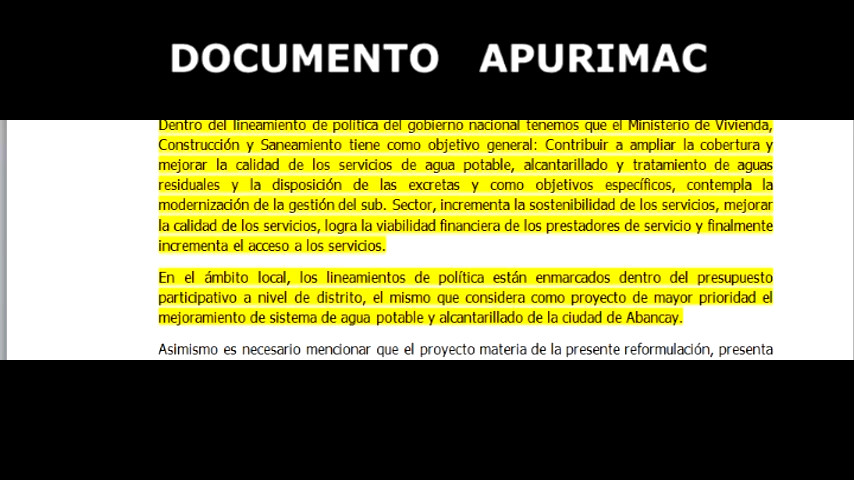 DOCUMENTO APURIMAC
Dentro del lineamiento de política del gobierno nacional tenemos que el Ministerio de Vivienda,
Construcción y Saneamiento tiene como objetivo general: Contribuir a ampliar la cobertura y
mejorar la calidad de los servicios de agua potable, alcantarillado y tratamiento de aguas
residuales y la disposición de las excretas y como objetivos específicos, contempla la
modernización de la gestión del sub. Sector, incrementa la sostenibilidad de los servicios, mejorar
la calidad de los servicios, logra la viabilidad financiera de los prestadores de servicio y finalmente
incrementa el acceso a los servicios.
En el ámbito local, los lineamientos de política están enmarcados dentro del presupuesto
participativo a nivel de distrito, el mismo que considera como proyecto de mayor prioridad el
mejoramiento de sistema de agua potable y alcantarillado de la ciudad de Abancay.
Asimismo es necesario mencionar que el proyecto materia de la presente reformulación, presenta